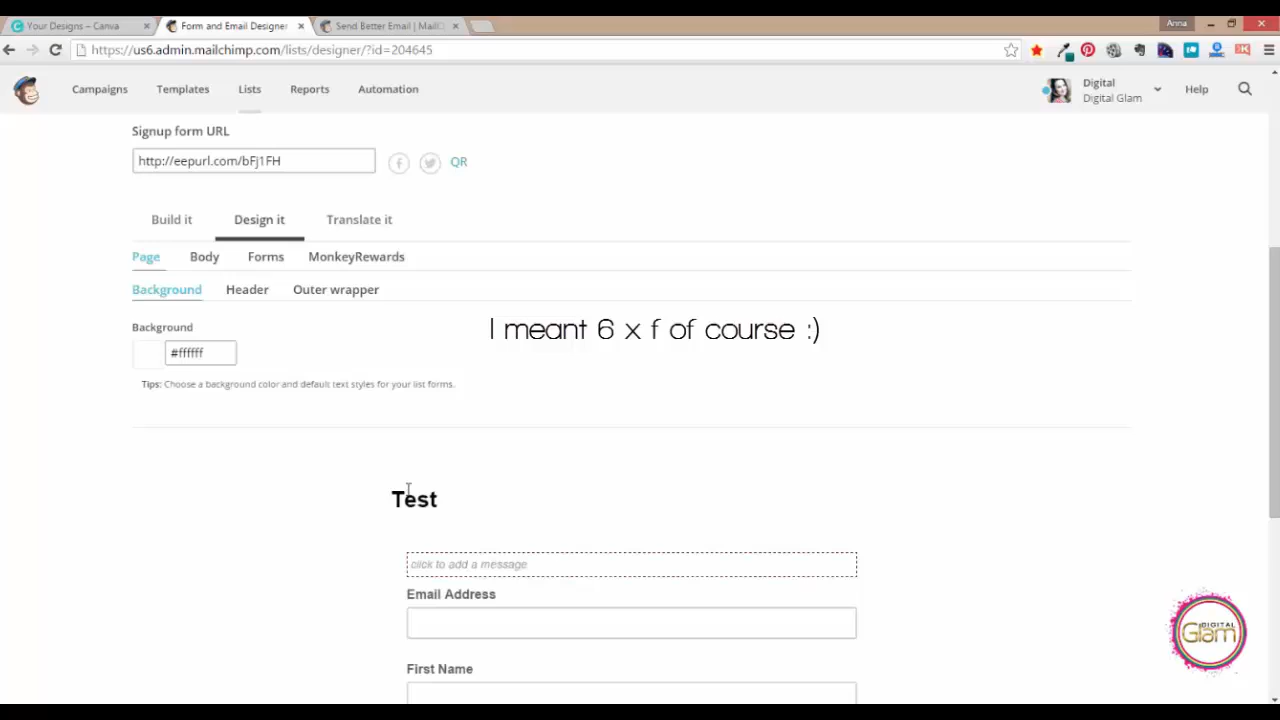 Your Designs – Canva
Form and Email Designer
Send Better Email | MailC
Anna
https://us6.admin.mailchimp.com/lists/designer/?id=204645
Campaigns Templates Lists Reports Automation
Digital
Digital Glam
Help
Signup form URL
http://eepurl.com/bFj1FH
QR
Build it Design it Translate it
Page Body Forms MonkeyRewards
Background Header Outer wrapper
Background
I meant 6 x f of course :)
#ffffff
Tips: Choose a background color and default text styles for your list forms.
Test
click to add a message
Email Address
First Name
DIGITAL
Glam